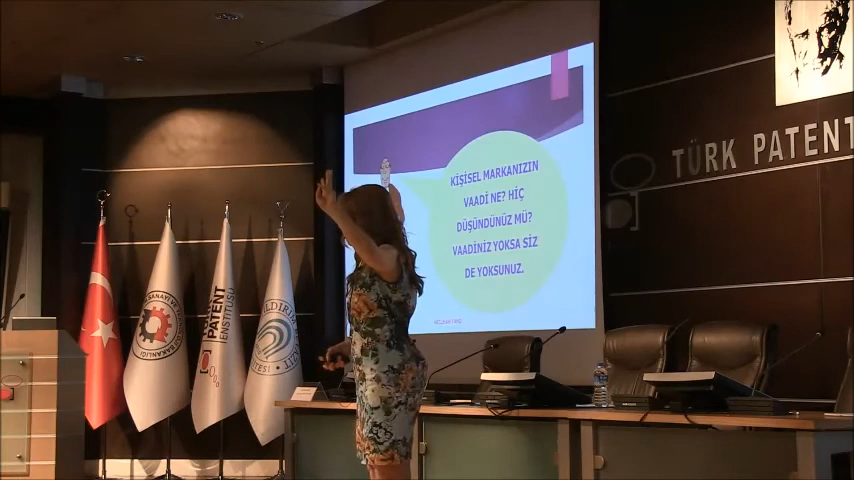 KİŞİSEL MARKANIZIN
VAADİ NE? HİÇ
DÜŞÜNDÜNÜZ MÜ?
VAADİNİZ YOKSA SİZ
DE YOKSUNUZ.
TÜRK PATENT
PATENT
ENSTİTÜSÜ